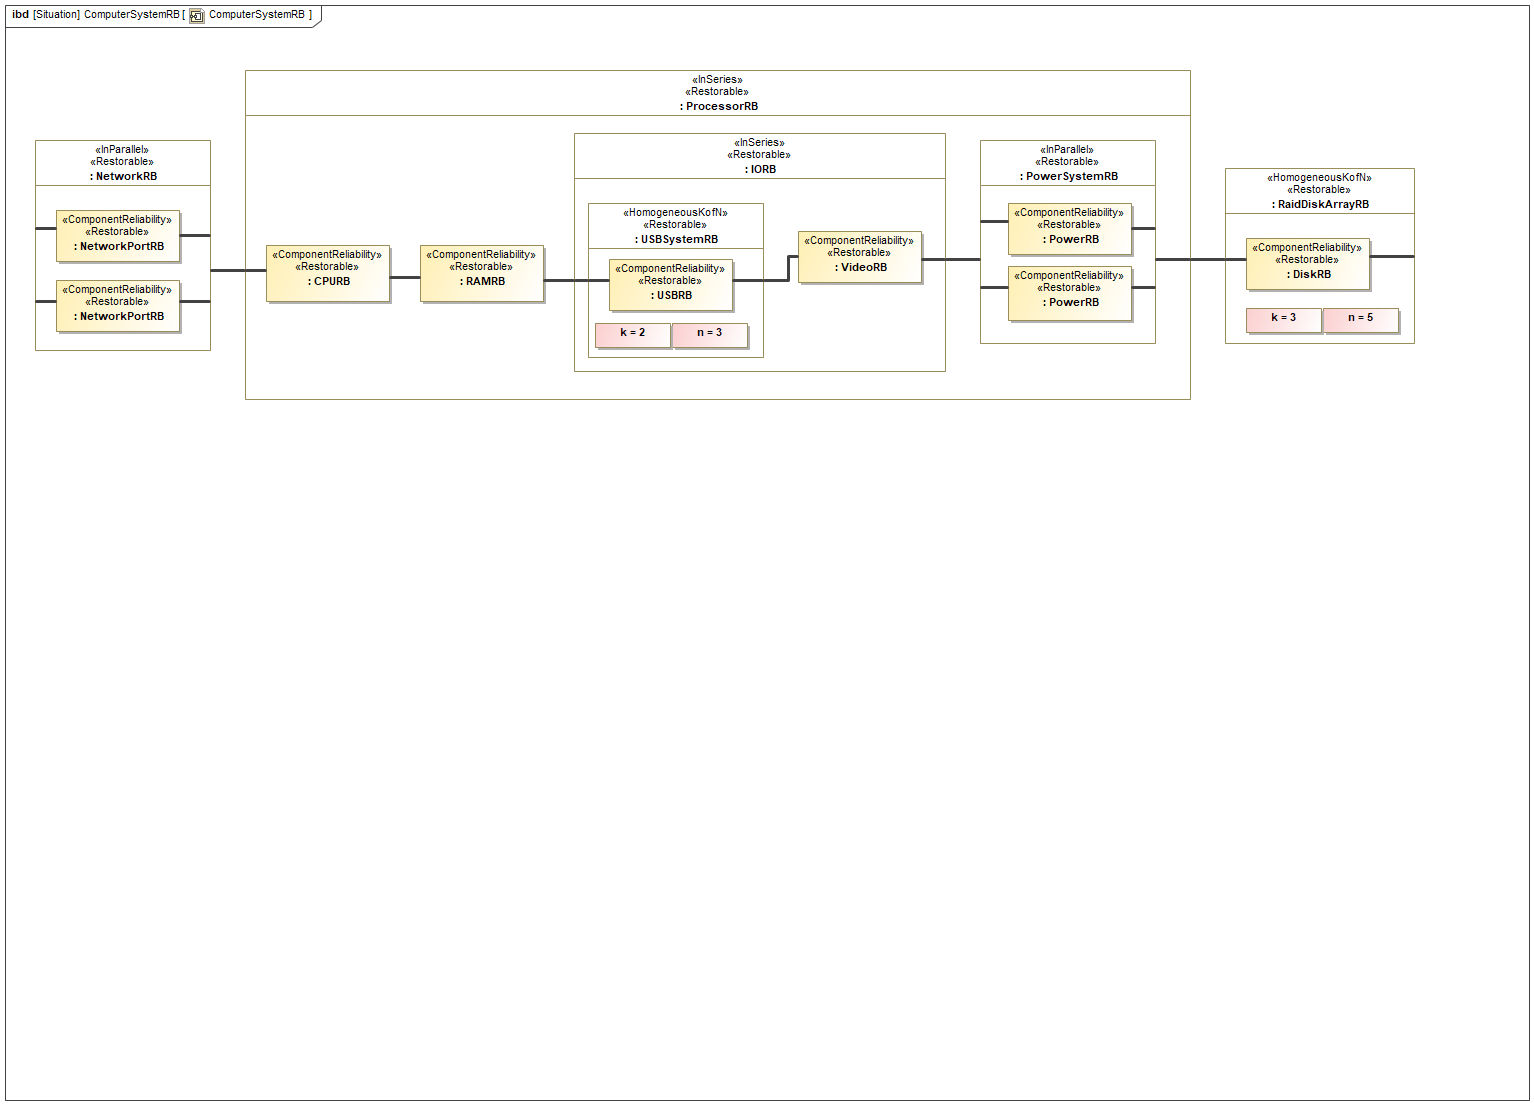 ibd [Situation] ComputerSystemRB [ ComputerSystemRB ]
«InSeries»
«Restorable»
: ProcessorRB
«InParallel»
«Restorable»
: NetworkRB
«ComponentReliability»
«Restorable»
: NetworkPortRB
«ComponentReliability»
«Restorable»
: NetworkPortRB
«ComponentReliability»
«Restorable»
: CPURB
«ComponentReliability»
«Restorable»
: RAMRB
«InSeries»
«Restorable»
: IORB
«HomogeneousKofN»
«Restorable»
: USBSystemRB
«ComponentReliability»
«Restorable»
: USBRB
k = 2
n = 3
«ComponentReliability»
«Restorable»
: VideoRB
«InParallel»
«Restorable»
: PowerSystemRB
«ComponentReliability»
«Restorable»
: PowerRB
«ComponentReliability»
«Restorable»
: PowerRB
«HomogeneousKofN»
«Restorable»
: RaidDiskArrayRB
«ComponentReliability»
«Restorable»
: DiskRB
k = 3
n = 5